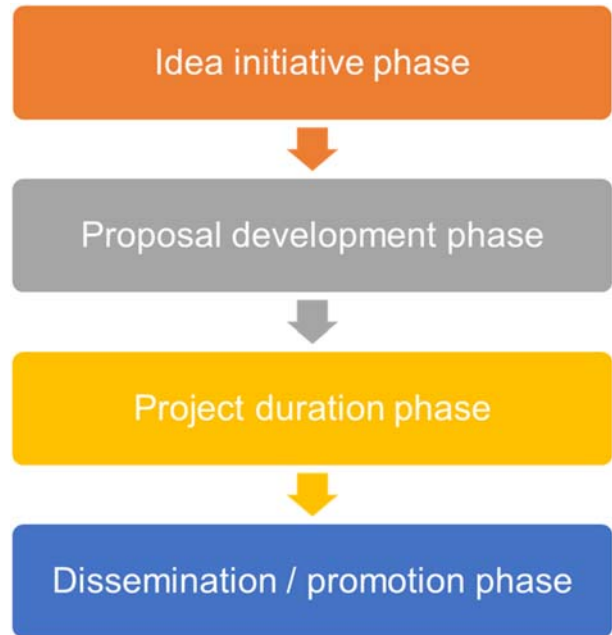 Idea initiative phase
Proposal development phase
Project duration phase
Dissemination / promotion phase